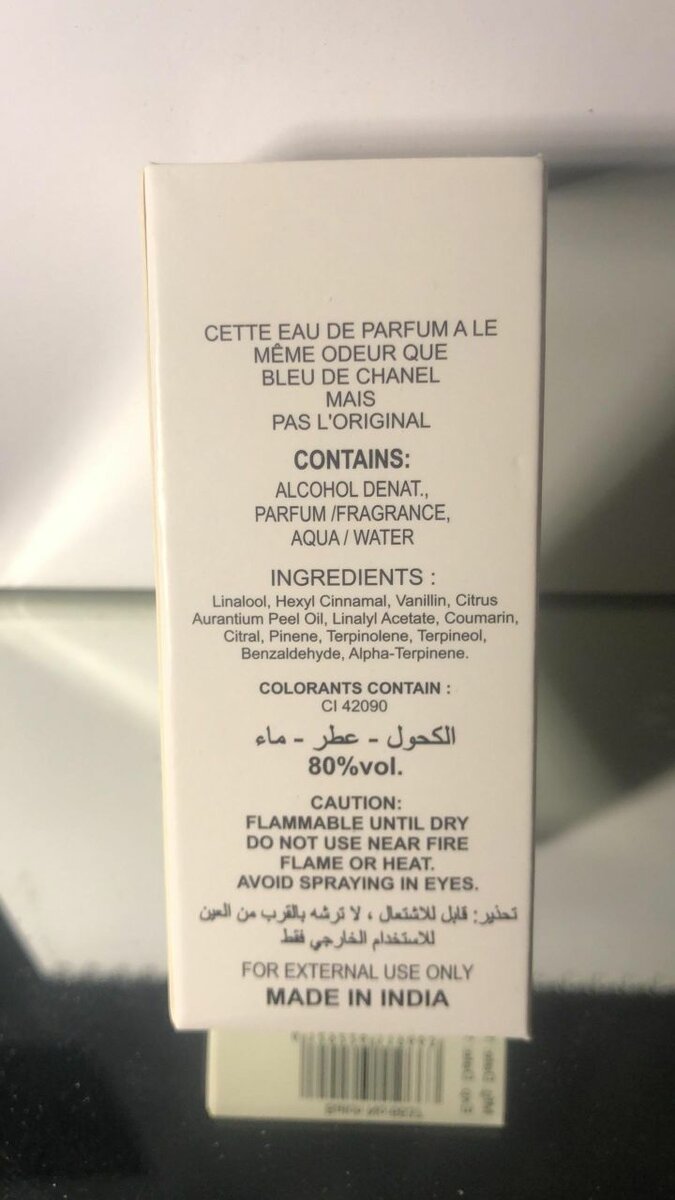 CETTE EAU DE PARFUM A LE
MÊME ODEUR QUE
BLEU DE CHANEL
MAIS
PAS L'ORIGINAL
CONTAINS:
ALCOHOL DENAT.,
PARFUM /FRAGRANCE,
AQUA / WATER
INGREDIENTS :
Linalool, Hexyl Cinnamal, Vanillin, Citrus
Aurantium Peel Oil, Linalyl Acetate, Coumarin,
Citral, Pinene, Terpinolene, Terpineol,
Benzaldehyde, Alpha-Terpinene.
COLORANTS CONTAIN :
CI 42090
الكحول - عطر - ماء
80%vol.
CAUTION:
FLAMMABLE UNTIL DRY
DO NOT USE NEAR FIRE
FLAME OR HEAT.
AVOID SPRAYING IN EYES.
تحذير: قابل للاشتعال ، لا ترشه بالقرب من العين
للاستخدام الخارجي فقط
FOR EXTERNAL USE ONLY
MADE IN INDIA